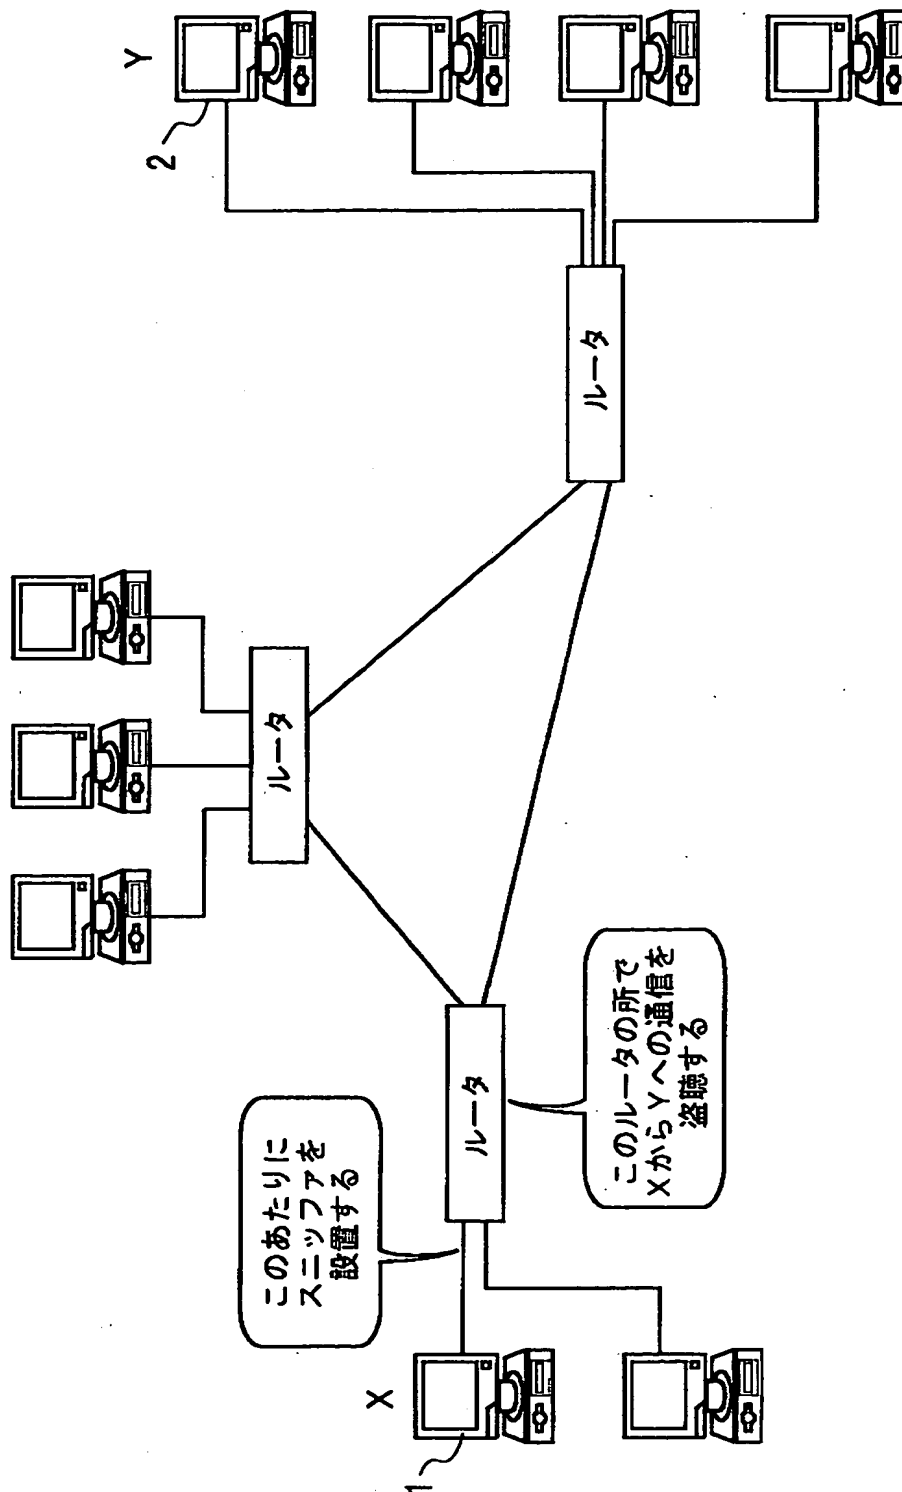 X
1
このあたりに
スニッファを
設置する
ルータ
このルータの所で
XからYへの通信を
盗聴する
ルータ
ルータ
Y
2